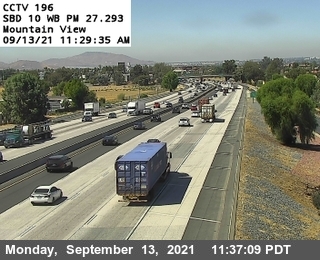 CCTV 196
SBD 10 WB PM 27.293
Mountain View
09/13/21 11:29:35 AM
Monday, September 13, 2021 11:37:09 PDT